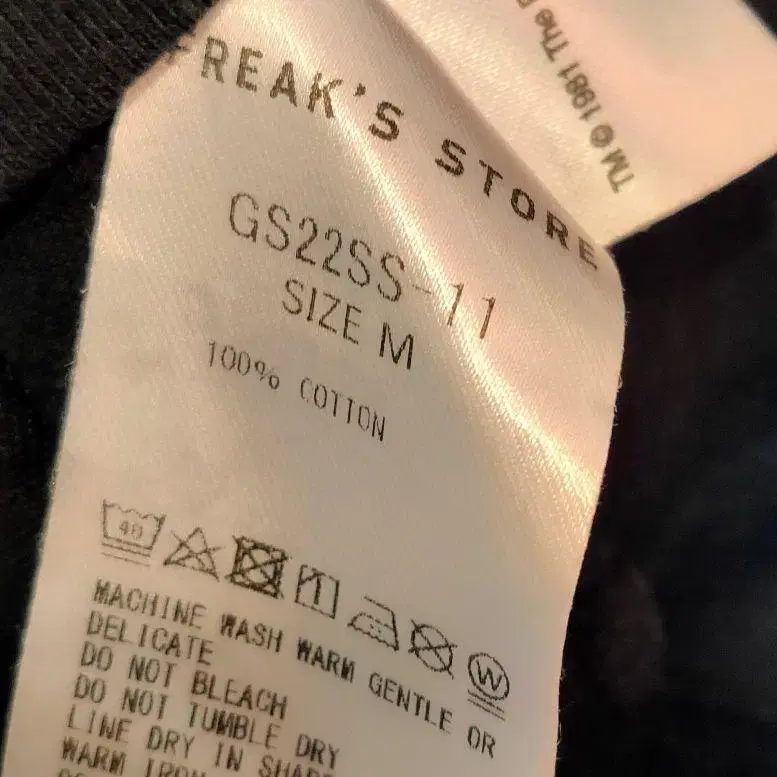 FREAK'S STORE
GS22SS-11
SIZE M
100% COTTON
40
W
MACHINE WASH WARM GENTLE OR
DELICATE
DO NOT BLEACH
DO NOT TUMBLE DRY
LINE DRY IN
WARM IRON
TM © 1981 The